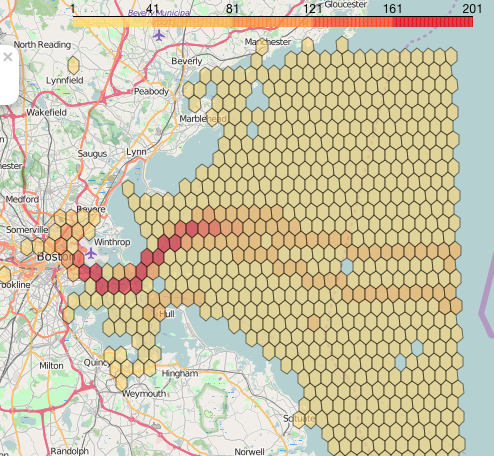 1 41 81 121 161 201
Gloucester
Beverly Municipal
Manchester
North Reading
Beverly
Lynnfield
Peabody
Wakefield
Marblehead
Lynn
Saugus
Medford
Revere
Somerville
Winthrop
Boston
Hull
Quincy
Milton
Hingham
Weymouth
Scituate
Randolph
Norwell